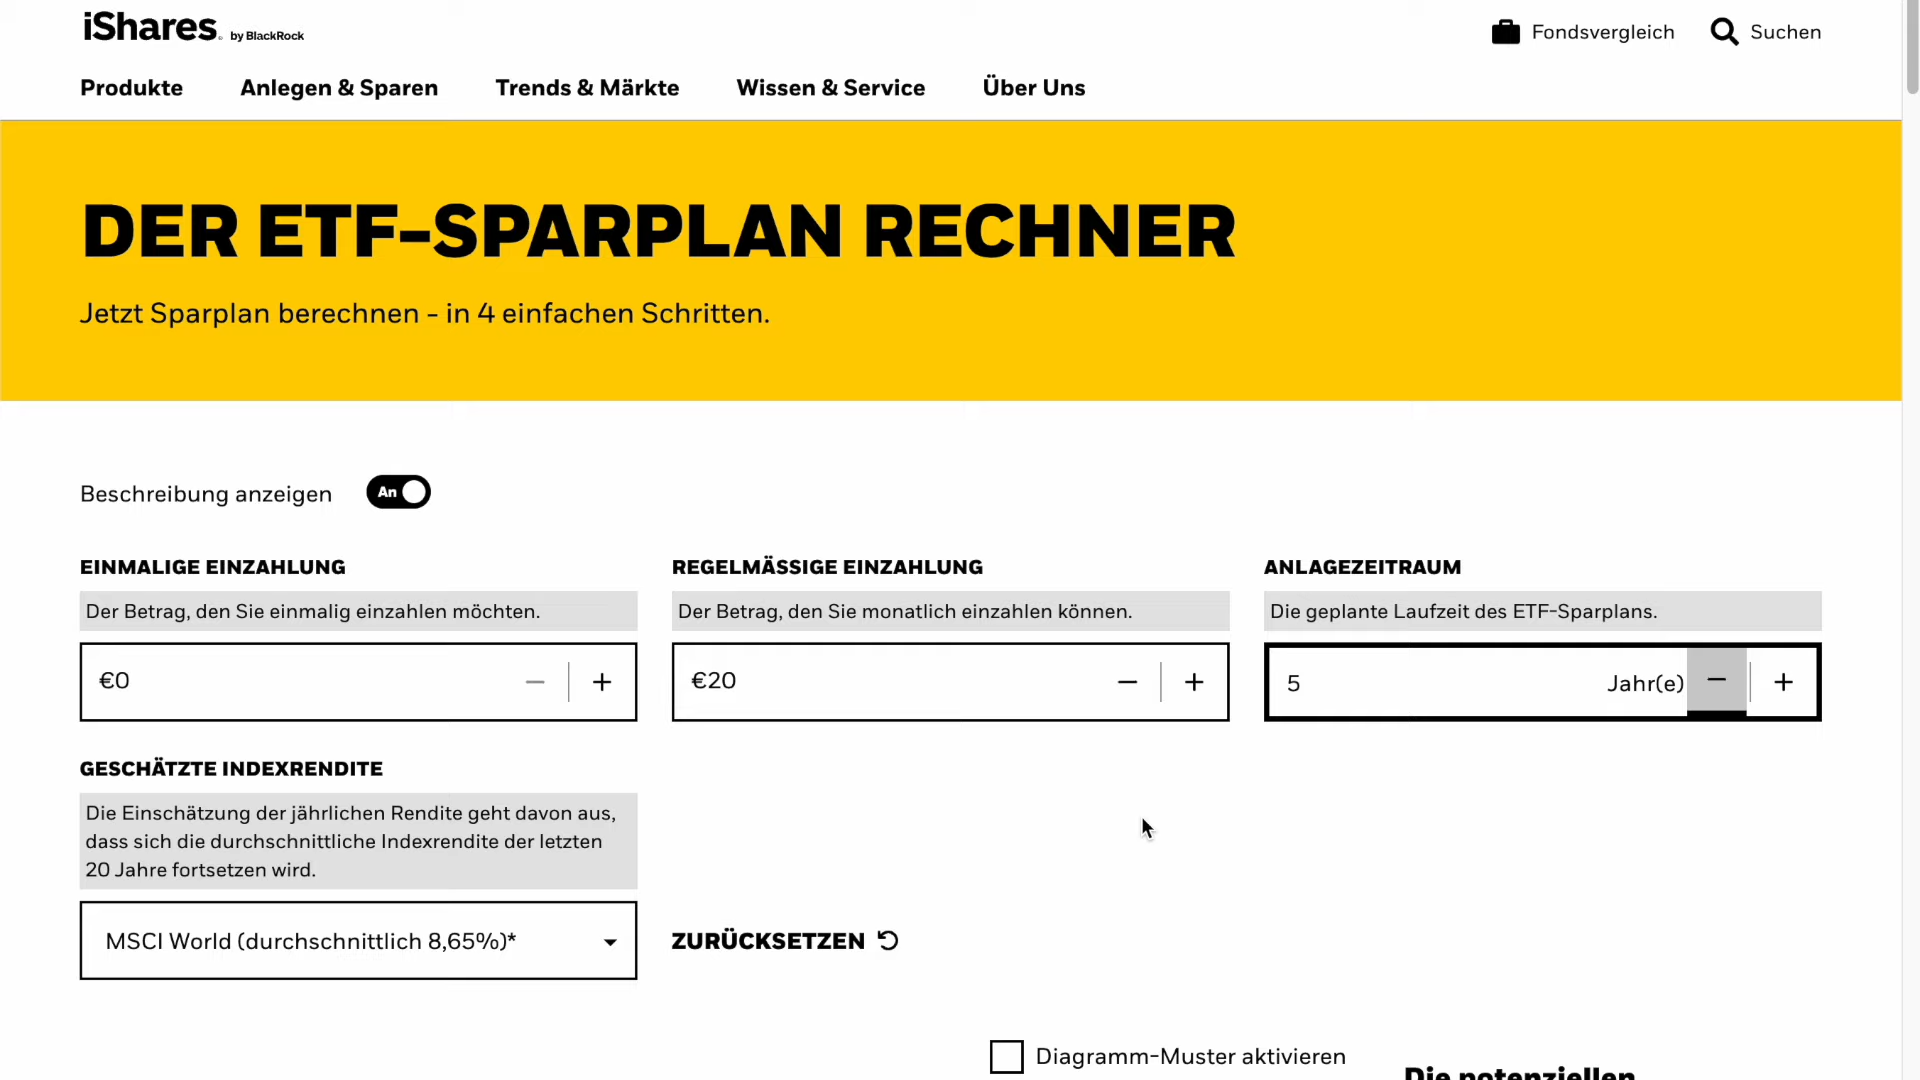 iShares. by BlackRock
Fondsvergleich
Suchen
Produkte
Anlegen & Sparen
Trends & Märkte
Wissen & Service
Über Uns
DER ETF-SPARPLAN RECHNER
Jetzt Sparplan berechnen - in 4 einfachen Schritten.
Beschreibung anzeigen
An
EINMALIGE EINZAHLUNG
Der Betrag, den Sie einmalig einzahlen möchten.
€0
REGELMÄSSIGE EINZAHLUNG
Der Betrag, den Sie monatlich einzahlen können.
€20
ANLAGEZEITRAUM
Die geplante Laufzeit des ETF-Sparplans.
5 Jahr(e)
GESCHÄTZTE INDEXRENDITE
Die Einschätzung der jährlichen Rendite geht davon aus,
dass sich die durchschnittliche Indexrendite der letzten
20 Jahre fortsetzen wird.
MSCI World (durchschnittlich 8,65%)*
ZURÜCKSETZEN
Diagramm-Muster aktivieren
Die potenziellen